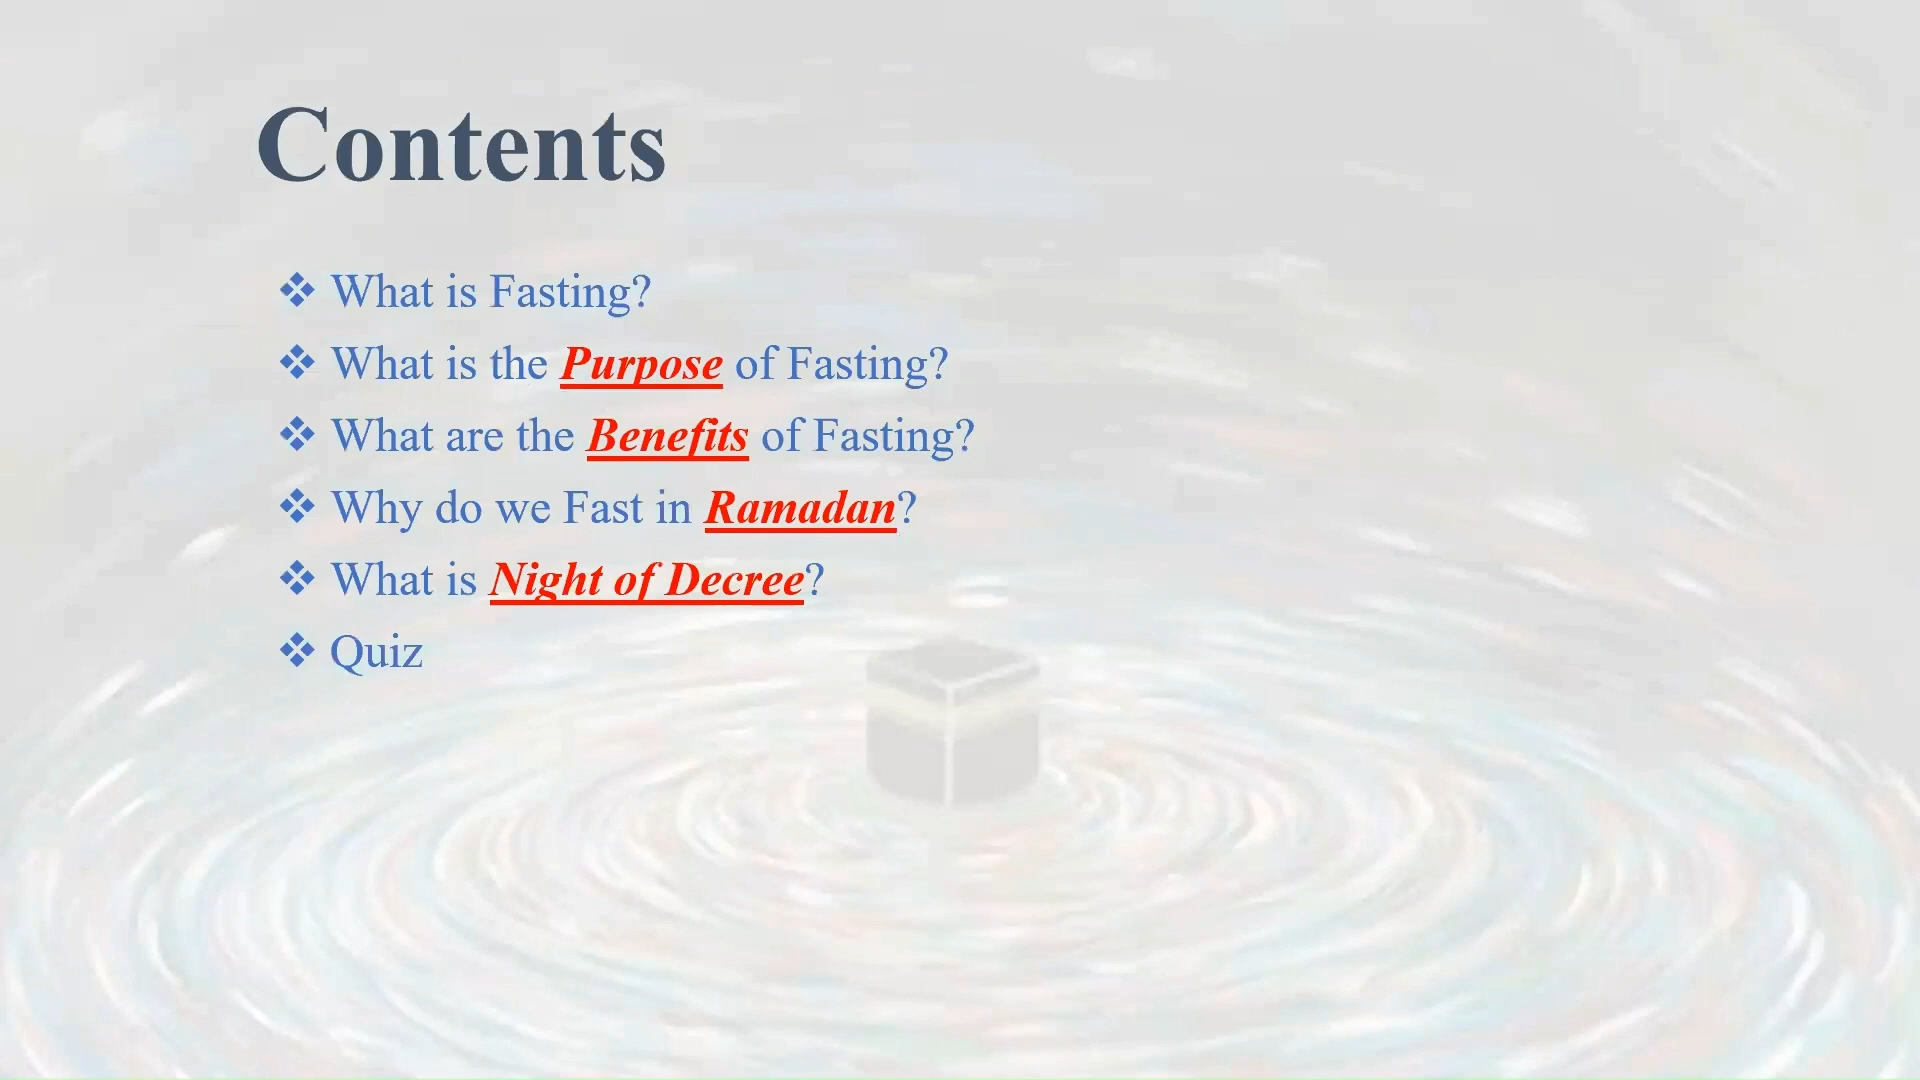 Contents
❖ What is Fasting?
❖ What is the Purpose of Fasting?
❖ What are the Benefits of Fasting?
❖ Why do we Fast in Ramadan?
❖ What is Night of Decree?
❖ Quiz